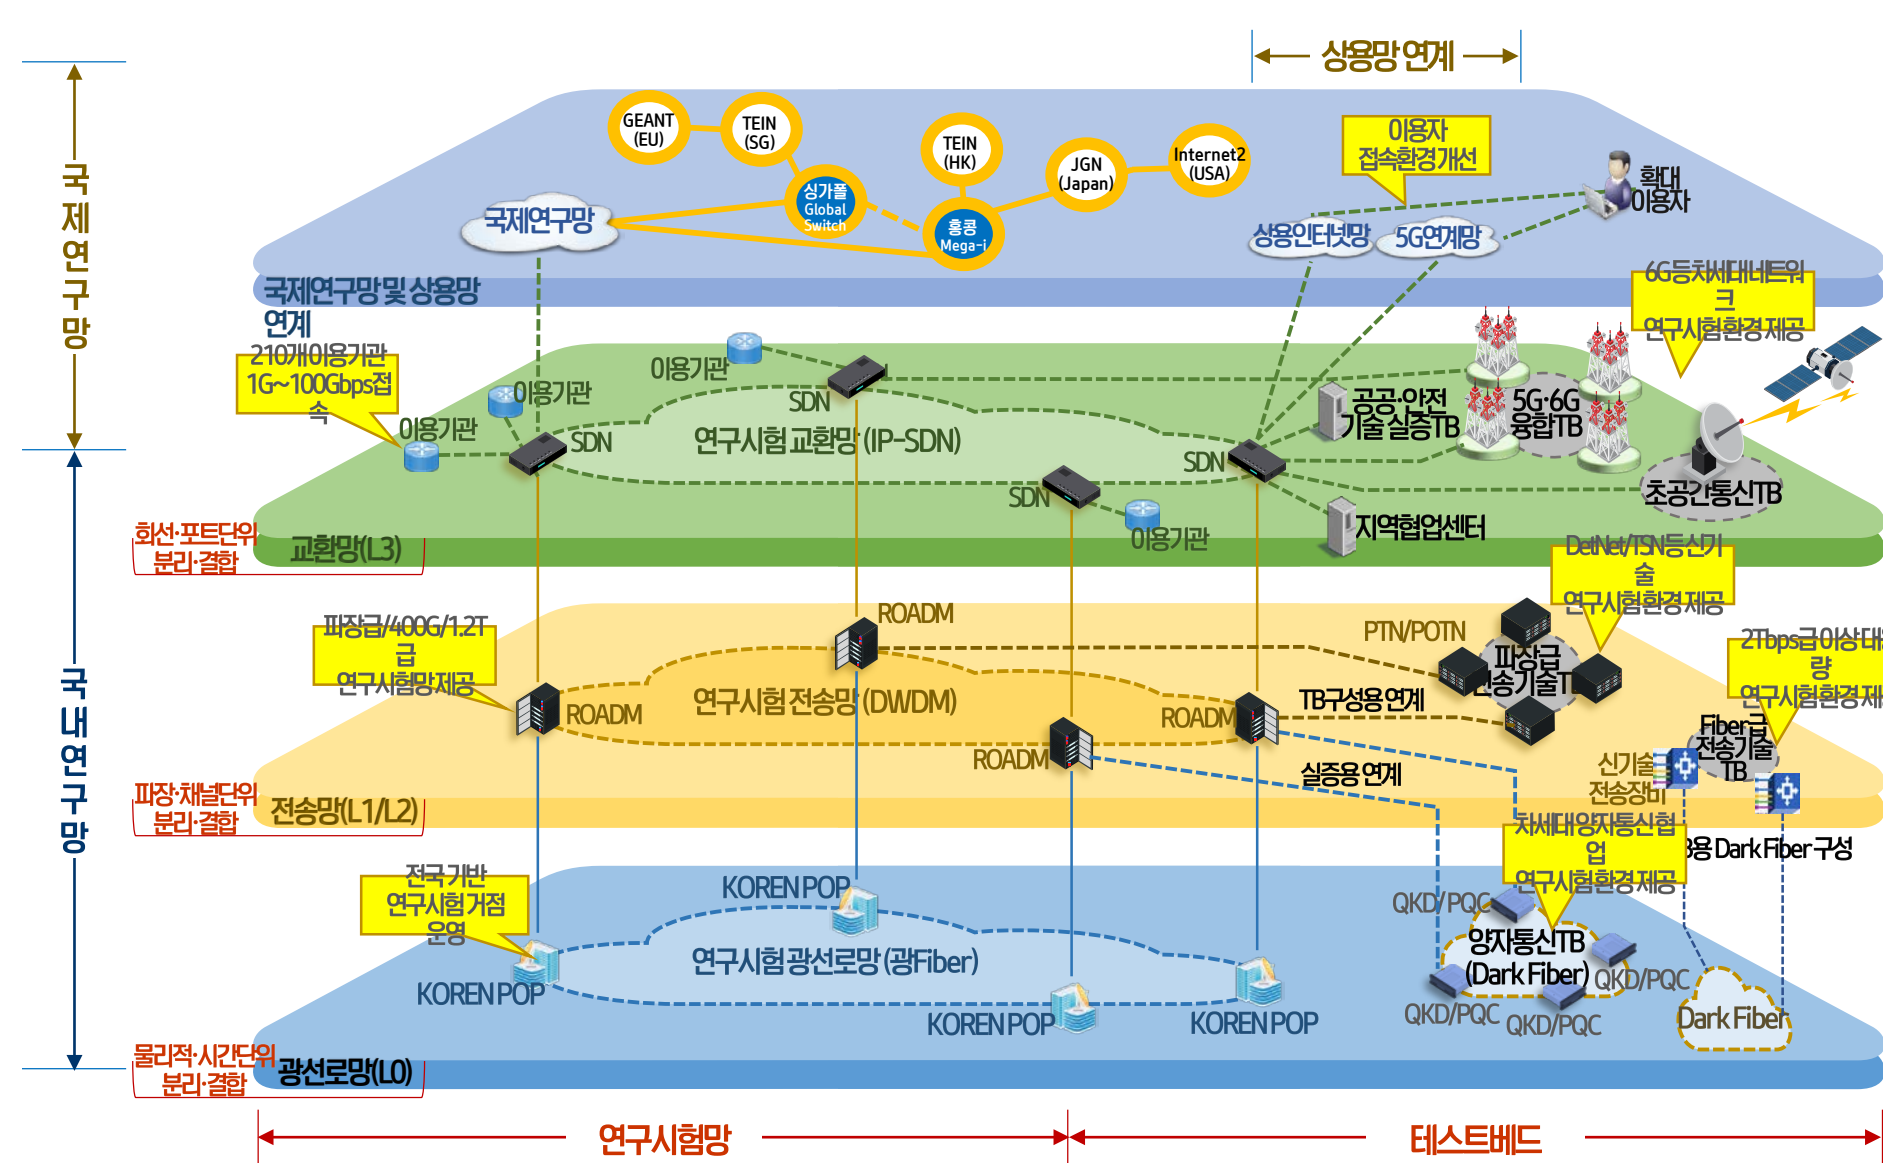 상용망 연계
국제연구망
GEANT
(EU)
TEIN
(SG)
TEIN
(HK)
JGN
(Japan)
Internet2
(USA)
싱가폴
Global
Switch
홍콩
Mega-i
국제연구망
이용자
접속환경 개선
확대
이용자
상용인터넷망
5G연계망
국제연구망 및 상용망
연계
6G 등 차세대 네트워
크
연구시험환경 제공
210개 이용기관
1G~100Gbps접
속
이용기관
이용기관
이용기관
SDN
SDN
SDN
SDN
연구시험 교환망 (IP-SDN)
이용기관
공공·안전
기술 실증TB
5G·6G
융합TB
초공간통신TB
지역협업센터
회선·포트단위
분리·결합
교환망(L3)
국내연구망
DetNet/TSN 등 신기
술
연구시험 환경 제공
파장급/400G/1.2T
급
연구시험망 제공
ROADM
ROADM
ROADM
ROADM
연구시험 전송망 (DWDM)
PTN/POTN
파장급
전송기술TB
TB구성용 연계
실증용 연계
2Tbps급 이상 대
량
연구시험환경 제
Fiber급
전송기술
TB
신기술
전송장비
파장·채널단위
분리·결합
전송망(L1/L2)
차세대 양자통신 협
업
연구시험 환경 제공
용 Dark Fiber 구성
전국 기반
연구시험 거점
운영
KOREN POP
KOREN POP
KOREN POP
KOREN POP
연구시험 광선로망 (광Fiber)
QKD/PQC
양자통신TB
(Dark Fiber)
QKD/PQC
QKD/PQC
QKD/PQC
Dark Fiber
물리적·시간단위
분리·결합
광선로망(L0)
연구시험망
테스트베드